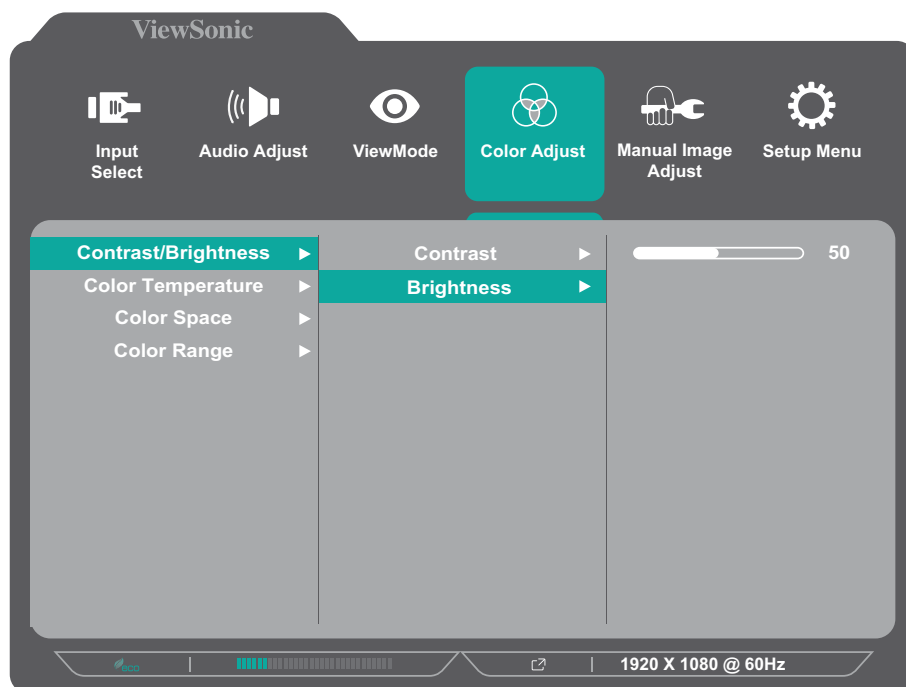 ViewSonic
Input
Select
Audio Adjust
ViewMode
Color Adjust
Manual Image
Adjust
Setup Menu
Contrast/Brightness
Color Temperature
Color Space
Color Range
Contrast
Brightness
50
eco
1920 X 1080 @ 60Hz